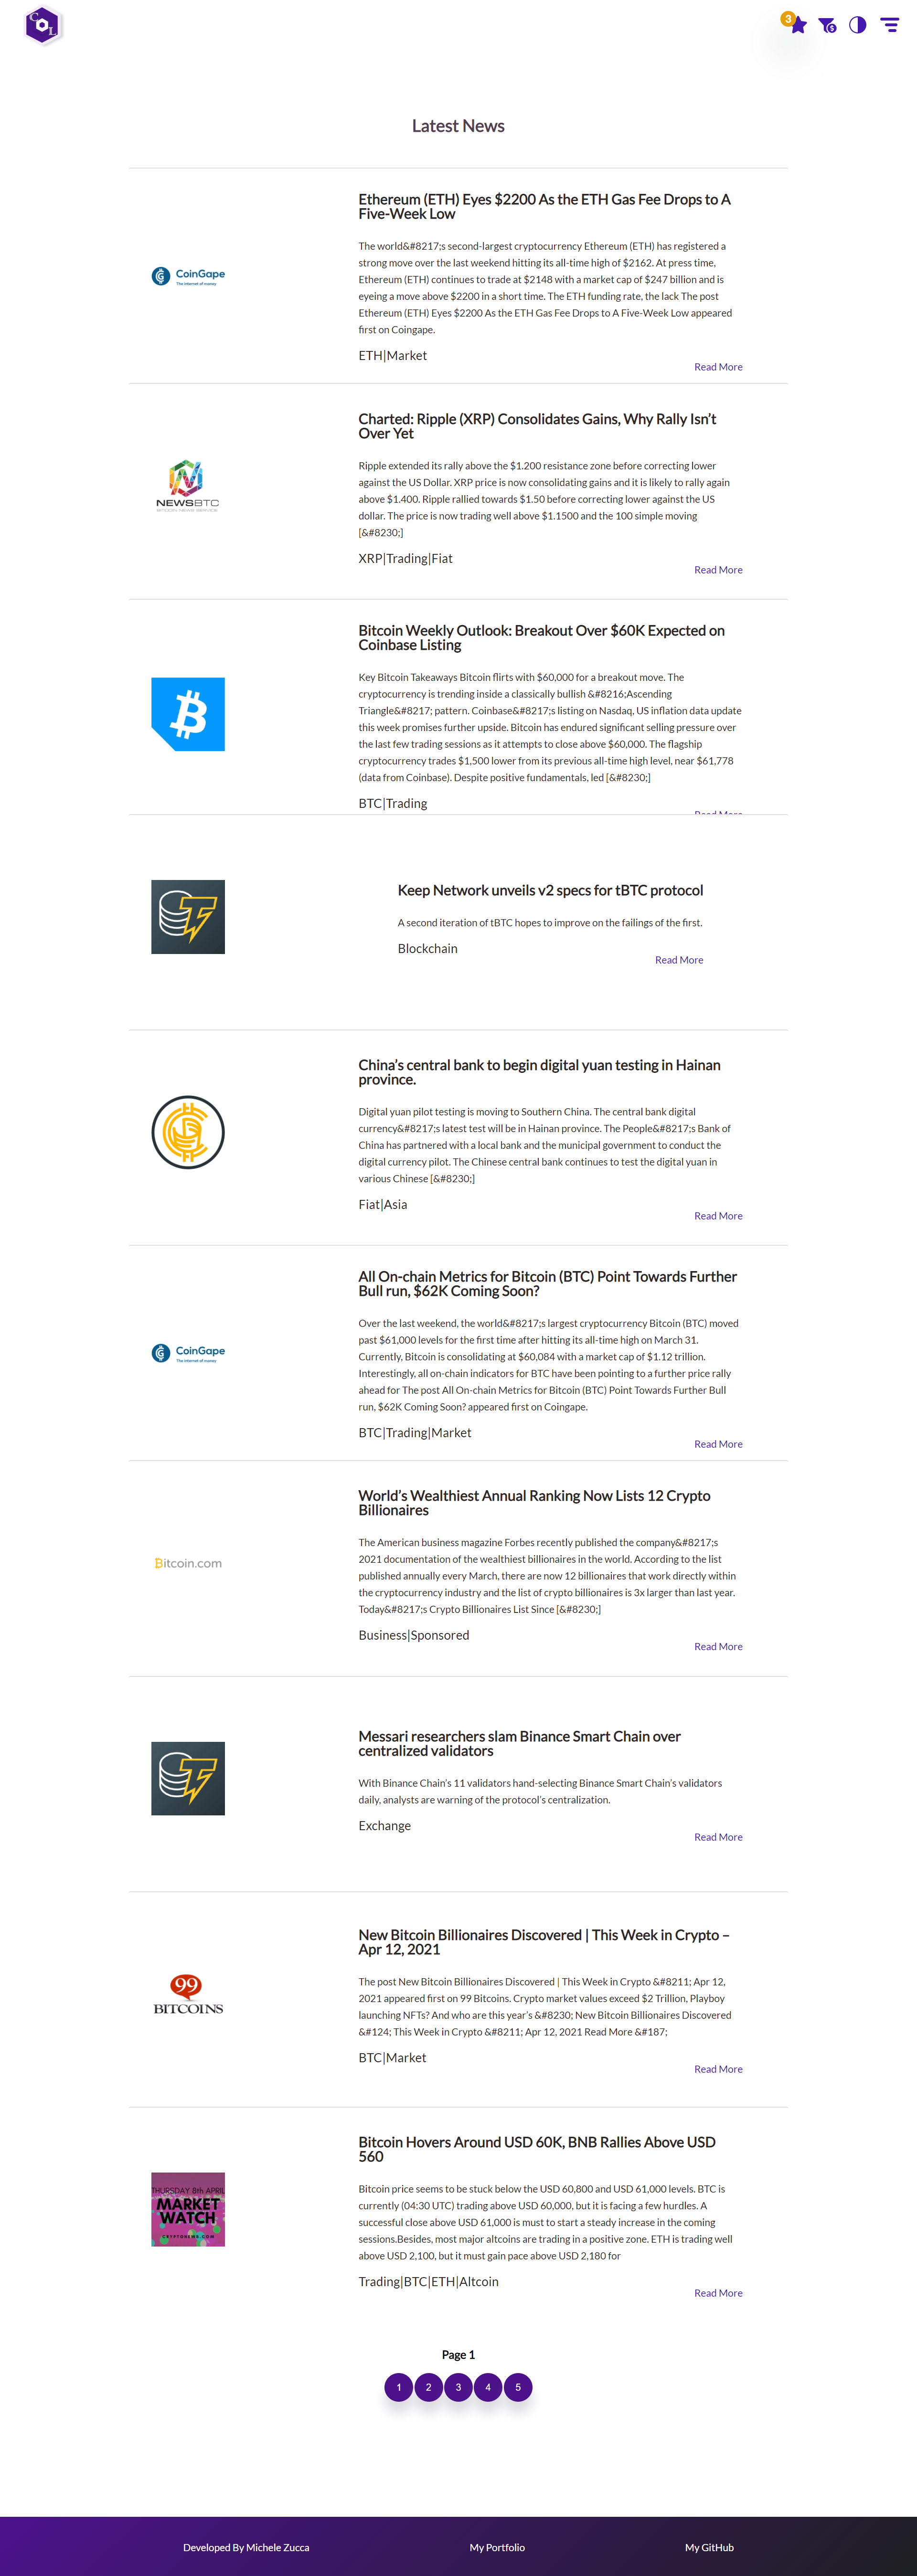 C
O
L
3
$
Latest News
Ethereum (ETH) Eyes $2200 As the ETH Gas Fee Drops to A
Five-Week Low
The world&#8217;s second-largest cryptocurrency Ethereum (ETH) has registered a
strong move over the last weekend hitting its all-time high of $2162. At press time,
Ethereum (ETH) continues to trade at $2148 with a market cap of $247 billion and is
eyeing a move above $2200 in a short time. The ETH funding rate, the lack The post
Ethereum (ETH) Eyes $2200 As the ETH Gas Fee Drops to A Five-Week Low appeared
first on Coingape.
CoinGape
The internet of money
ETH|Market
Read More
Charted: Ripple (XRP) Consolidates Gains, Why Rally Isn’t
Over Yet
Ripple extended its rally above the $1.200 resistance zone before correcting lower
against the US Dollar. XRP price is now consolidating gains and it is likely to rally again
above $1.400. Ripple rallied towards $1.50 before correcting lower against the US
dollar. The price is now trading well above $1.1500 and the 100 simple moving
[&#8230;]
NEWSBTC
BITCOIN NEWS SERVICE
XRP|Trading|Fiat
Read More
Bitcoin Weekly Outlook: Breakout Over $60K Expected on
Coinbase Listing
Key Bitcoin Takeaways Bitcoin flirts with $60,000 for a breakout move. The
cryptocurrency is trending inside a classically bullish &#8216;Ascending
Triangle&#8217; pattern. Coinbase&#8217;s listing on Nasdaq, US inflation data update
this week promises further upside. Bitcoin has endured significant selling pressure over
the last few trading sessions as it attempts to close above $60,000. The flagship
cryptocurrency trades $1,500 lower from its previous all-time high level, near $61,778
(data from Coinbase). Despite positive fundamentals, led [&#8230;]
BTC|Trading
Read More
Keep Network unveils v2 specs for tBTC protocol
A second iteration of tBTC hopes to improve on the failings of the first.
Blockchain
Read More
China’s central bank to begin digital yuan testing in Hainan
province.
Digital yuan pilot testing is moving to Southern China. The central bank digital
currency&#8217;s latest test will be in Hainan province. The People&#8217;s Bank of
China has partnered with a local bank and the municipal government to conduct the
digital currency pilot. The Chinese central bank continues to test the digital yuan in
various Chinese [&#8230;]
Fiat|Asia
Read More
All On-chain Metrics for Bitcoin (BTC) Point Towards Further
Bull run, $62K Coming Soon?
Over the last weekend, the world&#8217;s largest cryptocurrency Bitcoin (BTC) moved
past $61,000 levels for the first time after hitting its all-time high on March 31.
Currently, Bitcoin is consolidating at $60,084 with a market cap of $1.12 trillion.
Interestingly, all on-chain indicators for BTC have been pointing to a further price rally
ahead for The post All On-chain Metrics for Bitcoin (BTC) Point Towards Further Bull
run, $62K Coming Soon? appeared first on Coingape.
CoinGape
The internet of money
BTC|Trading|Market
Read More
World’s Wealthiest Annual Ranking Now Lists 12 Crypto
Billionaires
The American business magazine Forbes recently published the company&#8217;s
2021 documentation of the wealthiest billionaires in the world. According to the list
published annually every March, there are now 12 billionaires that work directly within
the cryptocurrency industry and the list of crypto billionaires is 3x larger than last year.
Today&#8217;s Crypto Billionaires List Since [&#8230;]
Bitcoin.com
Business|Sponsored
Read More
Messari researchers slam Binance Smart Chain over
centralized validators
With Binance Chain’s 11 validators hand-selecting Binance Smart Chain’s validators
daily, analysts are warning of the protocol’s centralization.
Exchange
Read More
New Bitcoin Billionaires Discovered | This Week in Crypto –
Apr 12, 2021
The post New Bitcoin Billionaires Discovered | This Week in Crypto &#8211; Apr 12,
2021 appeared first on 99 Bitcoins. Crypto market values exceed $2 Trillion, Playboy
launching NFTs? And who are this year’s &#8230; New Bitcoin Billionaires Discovered
&#124; This Week in Crypto &#8211; Apr 12, 2021 Read More &#187;
99
BITCOINS
BTC|Market
Read More
Bitcoin Hovers Around USD 60K, BNB Rallies Above USD
560
Bitcoin price seems to be stuck below the USD 60,800 and USD 61,000 levels. BTC is
currently (04:30 UTC) trading above USD 60,000, but it is facing a few hurdles. A
successful close above USD 61,000 is must to start a steady increase in the coming
sessions.Besides, most major altcoins are trading in a positive zone. ETH is trading well
above USD 2,100, but it must gain pace above USD 2,180 for
THURSDAY 8th APRIL
MARKET
WATCH
CRYPTONEWS.COM
Trading|BTC|ETH|Altcoin
Read More
Page 1
1 2 3 4 5
Developed By Michele Zucca
My Portfolio
My GitHub